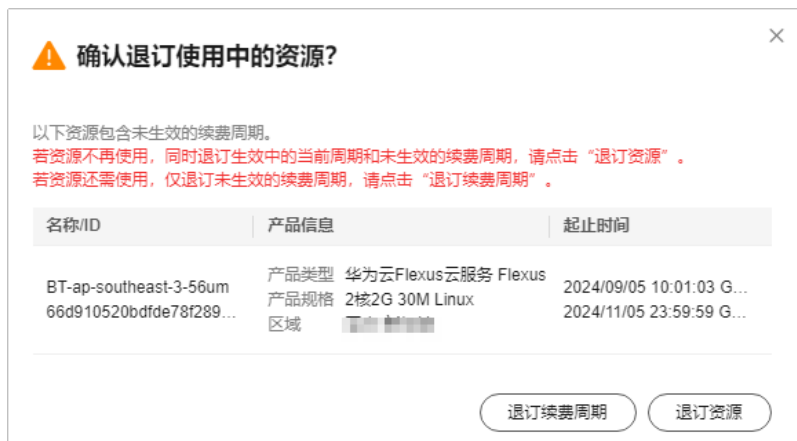 确认退订使用中的资源？
以下资源包含未生效的续费周期。
若资源不再使用，同时退订生效中的当前周期和未生效的续费周期，请点击“退订资源”。
若资源还需使用，仅退订未生效的续费周期，请点击“退订续费周期”。
名称/ID 产品信息 起止时间
BT-ap-southeast-3-56um
66d910520bdfde78f289...
产品类型 华为云Flexus云服务 Flexus
产品规格 2核2G 30M Linux
区域
2024/09/05 10:01:03 G...
2024/11/05 23:59:59 G...
退订续费周期 退订资源